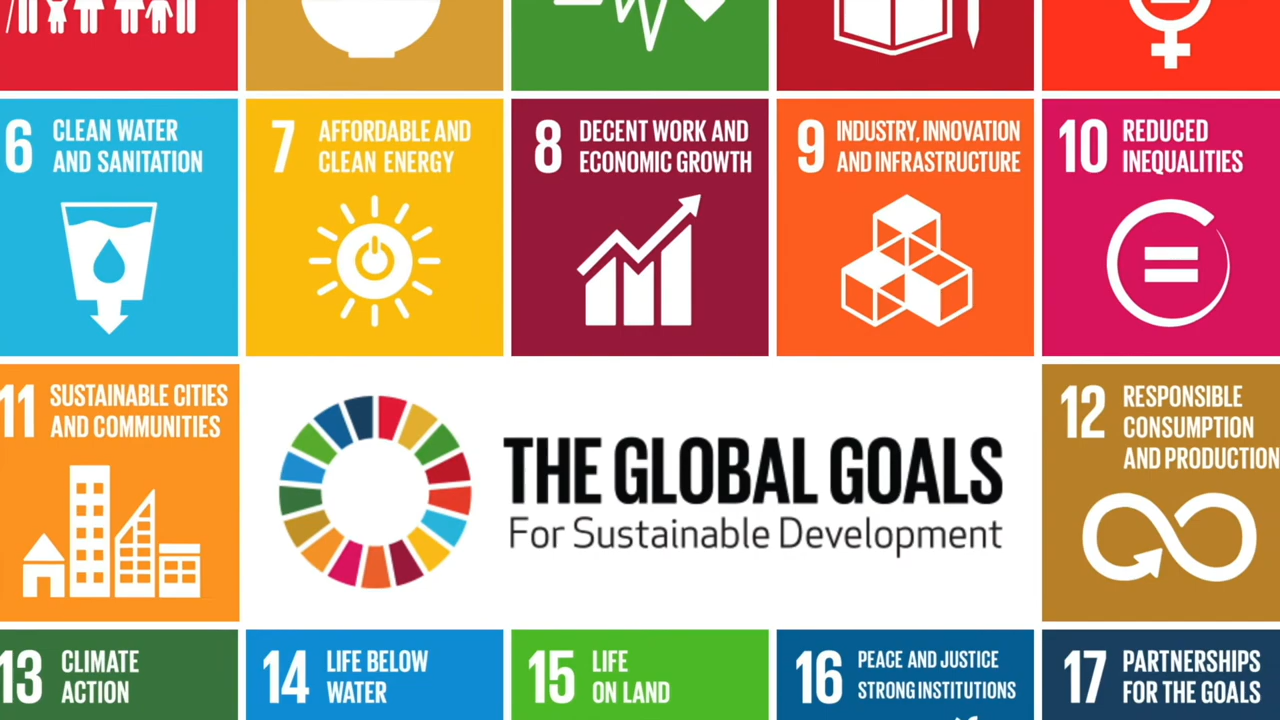 6 CLEAN WATER
AND SANITATION
7 AFFORDABLE AND
CLEAN ENERGY
8 DECENT WORK AND
ECONOMIC GROWTH
9 INDUSTRY, INNOVATION
AND INFRASTRUCTURE
10 REDUCED
INEQUALITIES
11 SUSTAINABLE CITIES
AND COMMUNITIES
THE GLOBAL GOALS
For Sustainable Development
12 RESPONSIBLE
CONSUMPTION
AND PRODUCTION
13 CLIMATE
ACTION
14 LIFE BELOW
WATER
15 LIFE
ON LAND
16 PEACE AND JUSTICE
STRONG INSTITUTIONS
17 PARTNERSHIPS
FOR THE GOALS